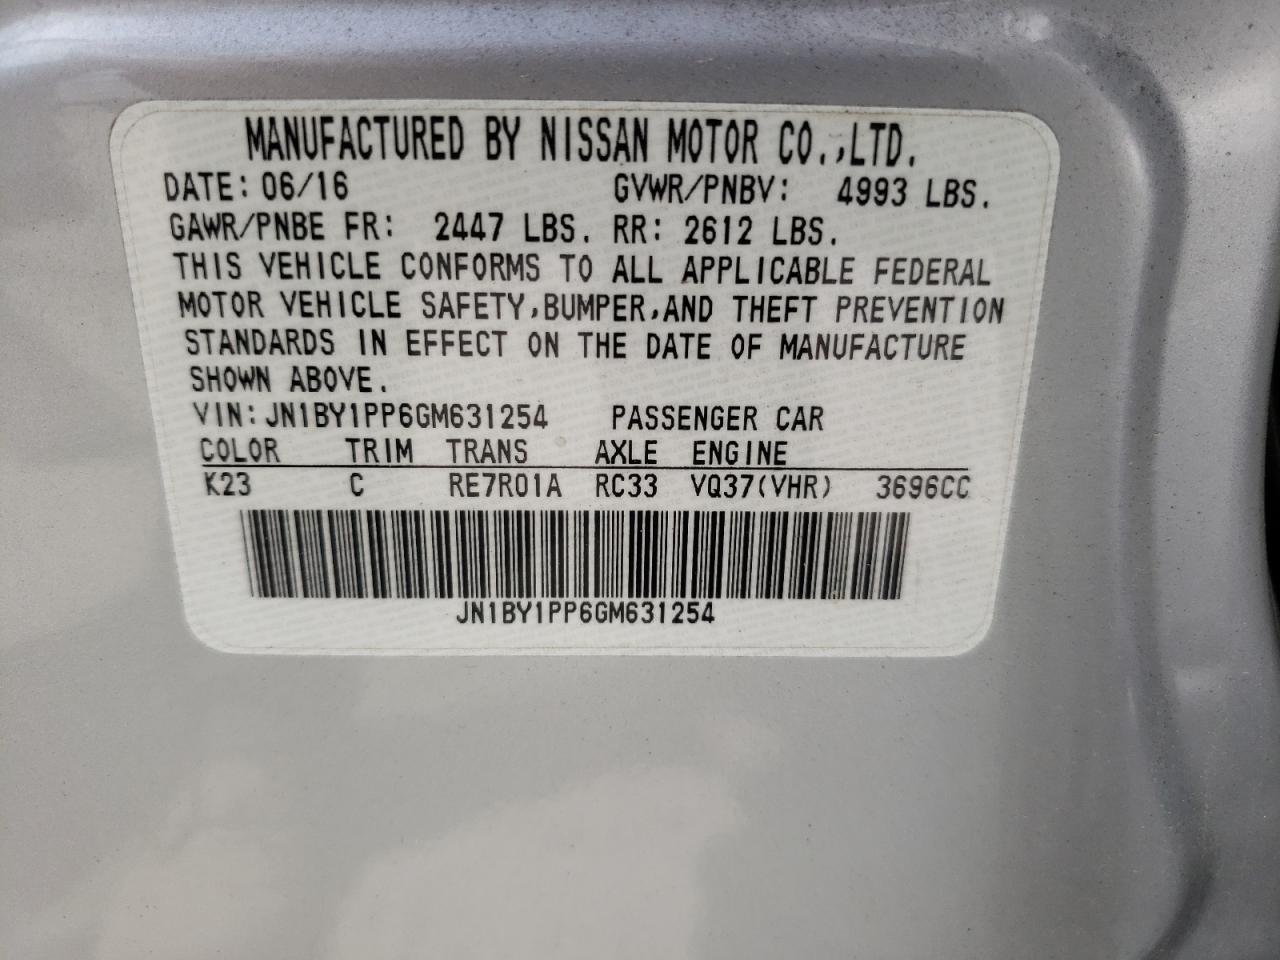 MANUFACTURED BY NISSAN MOTOR CO.,LTD.
DATE: 06/16 GVWR/PNBV: 4993 LBS.
GAWR/PNBE FR: 2447 LBS. RR: 2612 LBS.
THIS VEHICLE CONFORMS TO ALL APPLICABLE FEDERAL
MOTOR VEHICLE SAFETY,BUMPER,AND THEFT PREVENTION
STANDARDS IN EFFECT ON THE DATE OF MANUFACTURE
SHOWN ABOVE.
VIN:JN1BY1PP6GM631254 PASSENGER CAR
COLOR TRIM TRANS AXLE ENGINE
K23 C RE7R01A RC33 VQ37(VHR) 3696CC
JN1BY1PP6GM631254